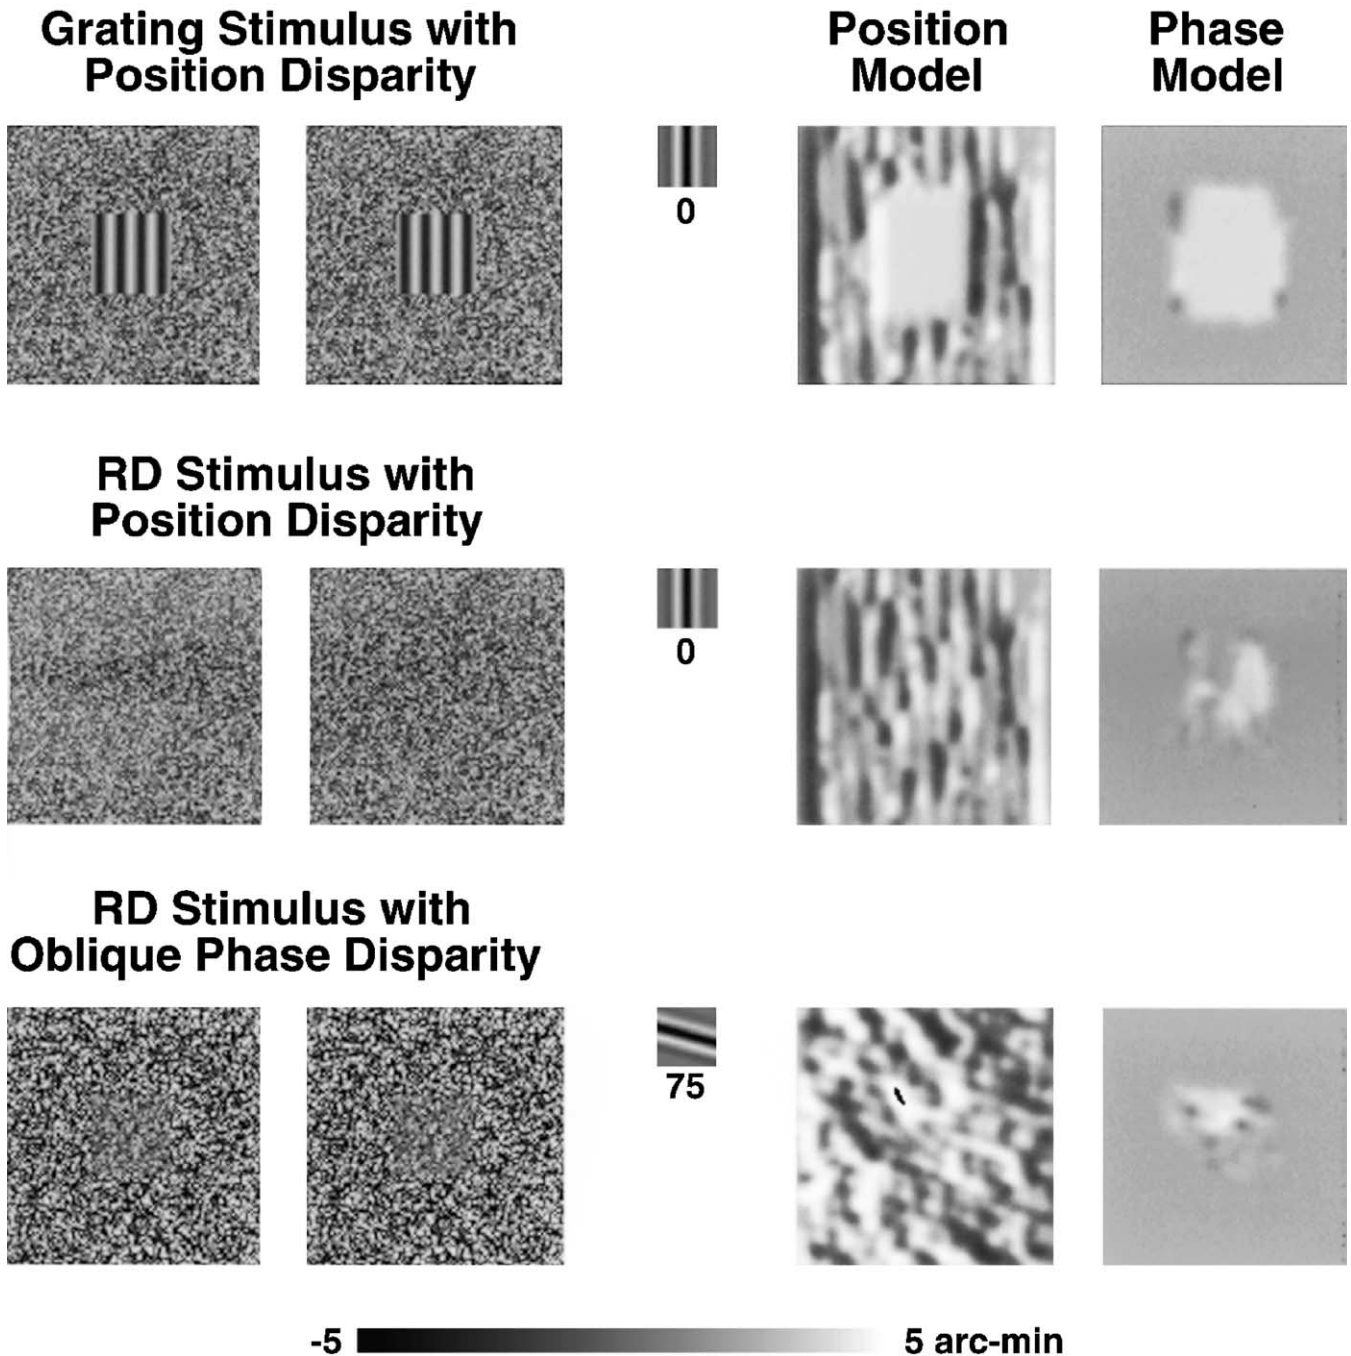 Grating Stimulus with
Position Disparity
Position
Model
Phase
Model
0
RD Stimulus with
Position Disparity
0
RD Stimulus with
Oblique Phase Disparity
75
-5
5 arc-min